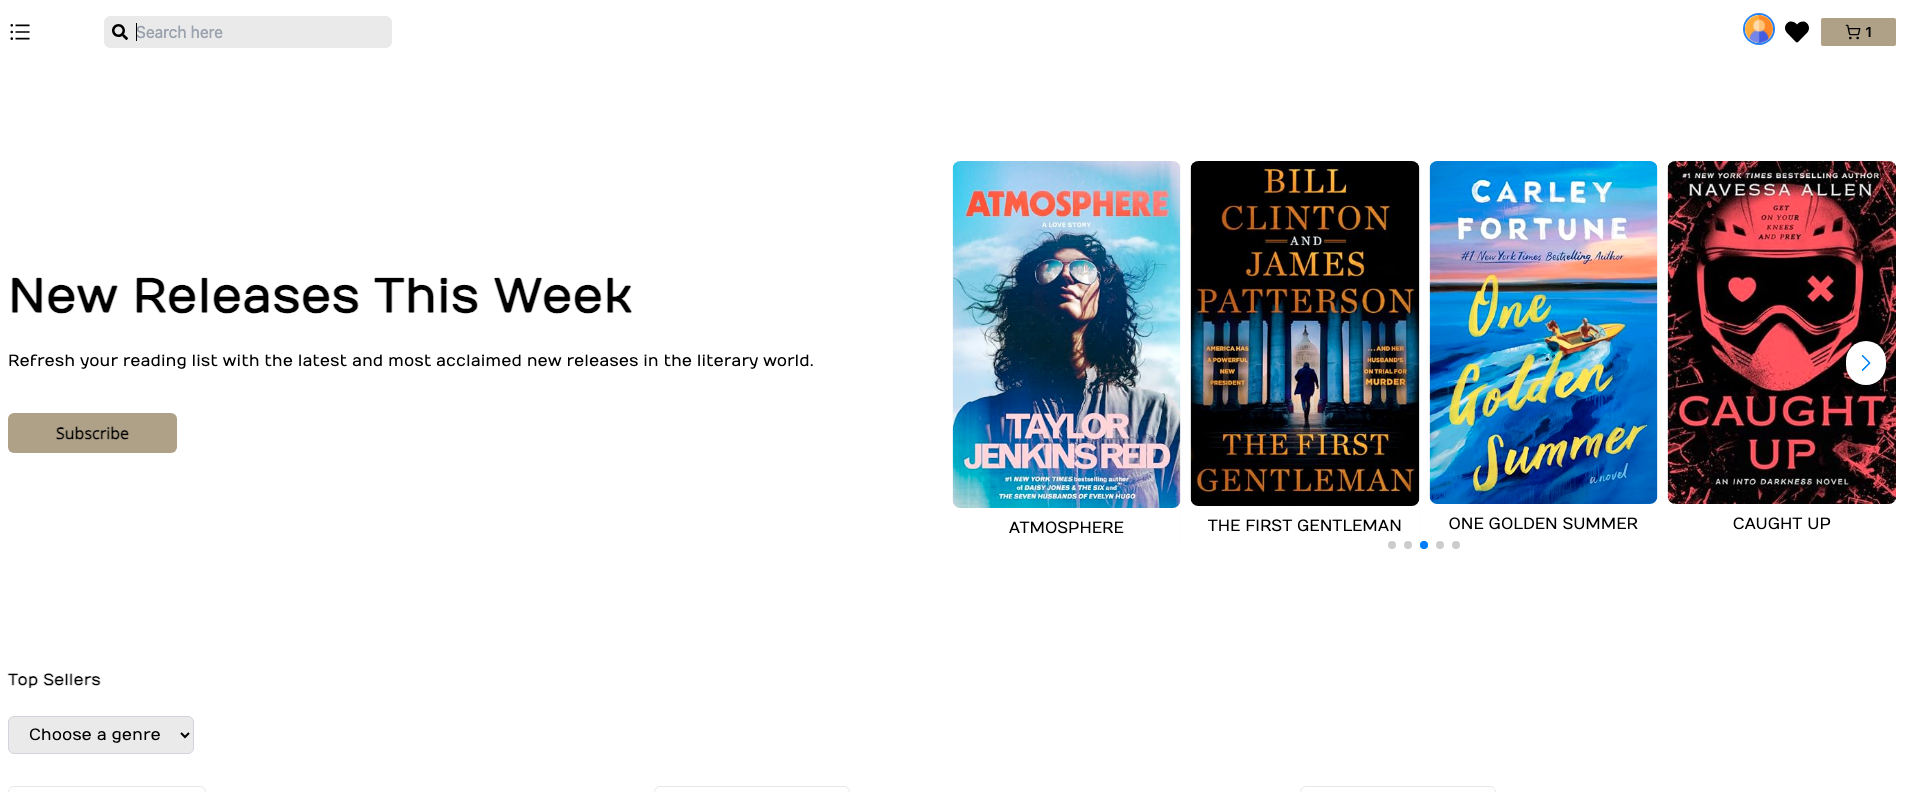 Search here
1
New Releases This Week
Refresh your reading list with the latest and most acclaimed new releases in the literary world.
Subscribe
ATMOSPHERE
A LOVE STORY
TAYLOR
JENKINS REID
#1 NEW YORK TIMES bestselling author
of DAISY JONES & THE SIX and
THE SEVEN HUSBANDS OF EVELYN HUGO
ATMOSPHERE
BILL
CLINTON
AND
JAMES
PATTERSON
AMERICA HAS
A POWERFUL
NEW
PRESIDENT
...AND HER
HUSBAND'S
ON TRIAL FOR
MURDER
THE FIRST
GENTLEMAN
THE FIRST GENTLEMAN
CARLEY
FORTUNE
#1 New York Times Bestselling Author
One
Golden
Summer
a novel
ONE GOLDEN SUMMER
#1 NEW YORK TIMES BESTSELLING AUTHOR
NAVESSA ALLEN
GET
ON YOUR
KNEES
AND PREY
CAUGHT
UP
AN INTO DARKNESS NOVEL
CAUGHT UP
Top Sellers
Choose a genre